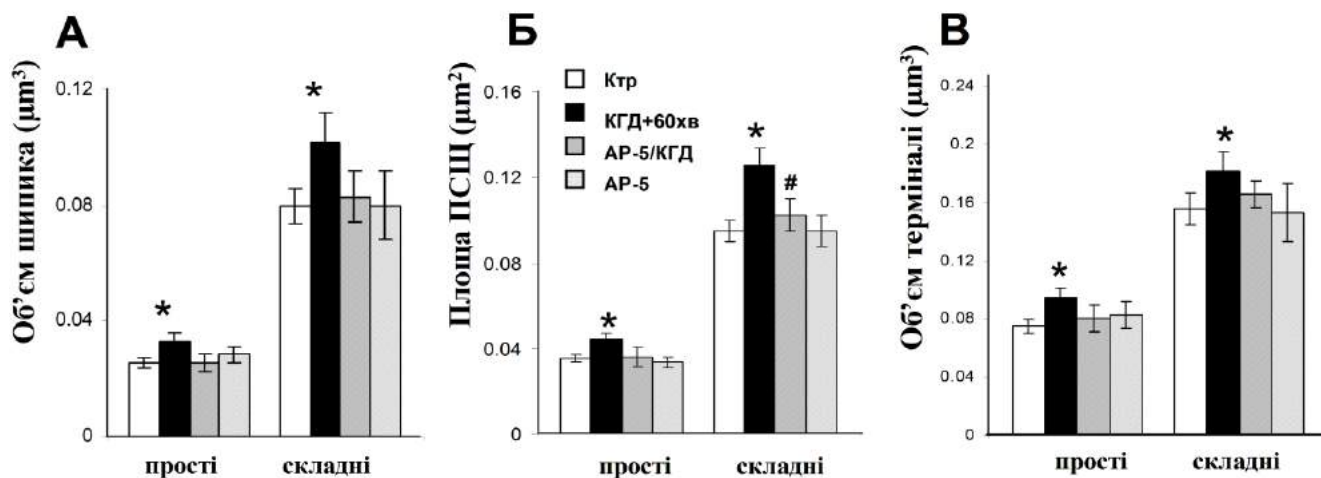 А
Об'єм шипика (μm³)
0.12
0.08
0.04
0
*
*
прості
складні
Б
Площа ПСЩ (μm²)
0.16
0.12
0.08
0.04
0
Ктр
КГД+60хв
АР-5/КГД
АР-5
*
*
#
прості
складні
В
Об'єм терміналі (μm³)
0.24
0.2
0.16
0.12
0.08
0.04
0
*
*
прості
складні